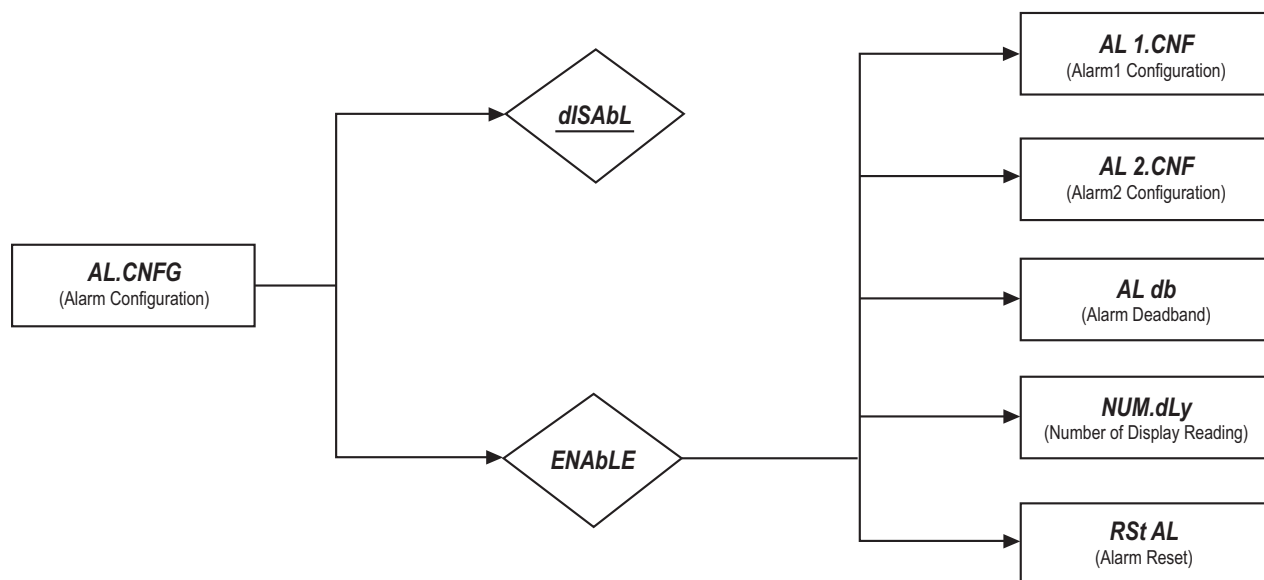 AL.CNFG
(Alarm Configuration)
dISAbL
ENAbLE
AL 1.CNF
(Alarm1 Configuration)
AL 2.CNF
(Alarm2 Configuration)
AL db
(Alarm Deadband)
NUM.dLy
(Number of Display Reading)
RSt AL
(Alarm Reset)